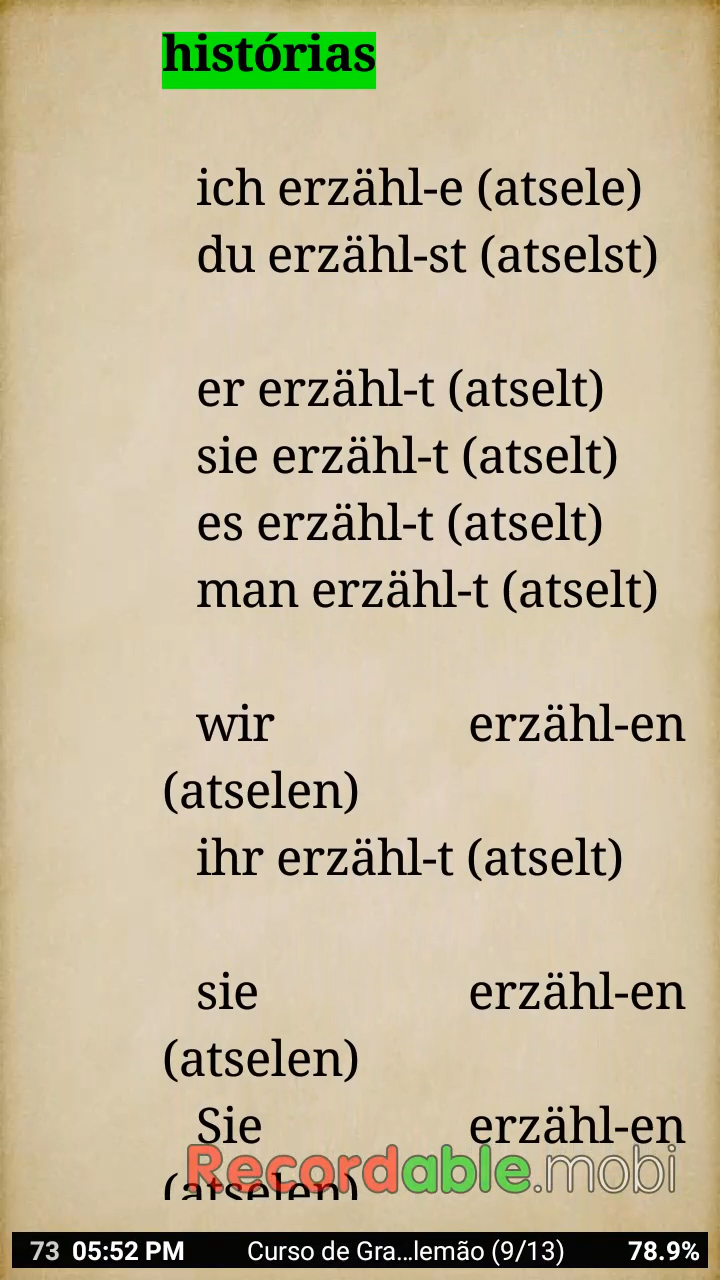 histórias
ich erzähl-e (atsele)
du erzähl-st (atselst)
er erzähl-t (atselt)
sie erzähl-t (atselt)
es erzähl-t (atselt)
man erzähl-t (atselt)
wir erzähl-en
(atselen)
ihr erzähl-t (atselt)
sie erzähl-en
(atselen)
Sie erzähl-en
(atselen)
Recordable.mobi
73 05:52 PM Curso de Gra...lemão (9/13) 78.9%